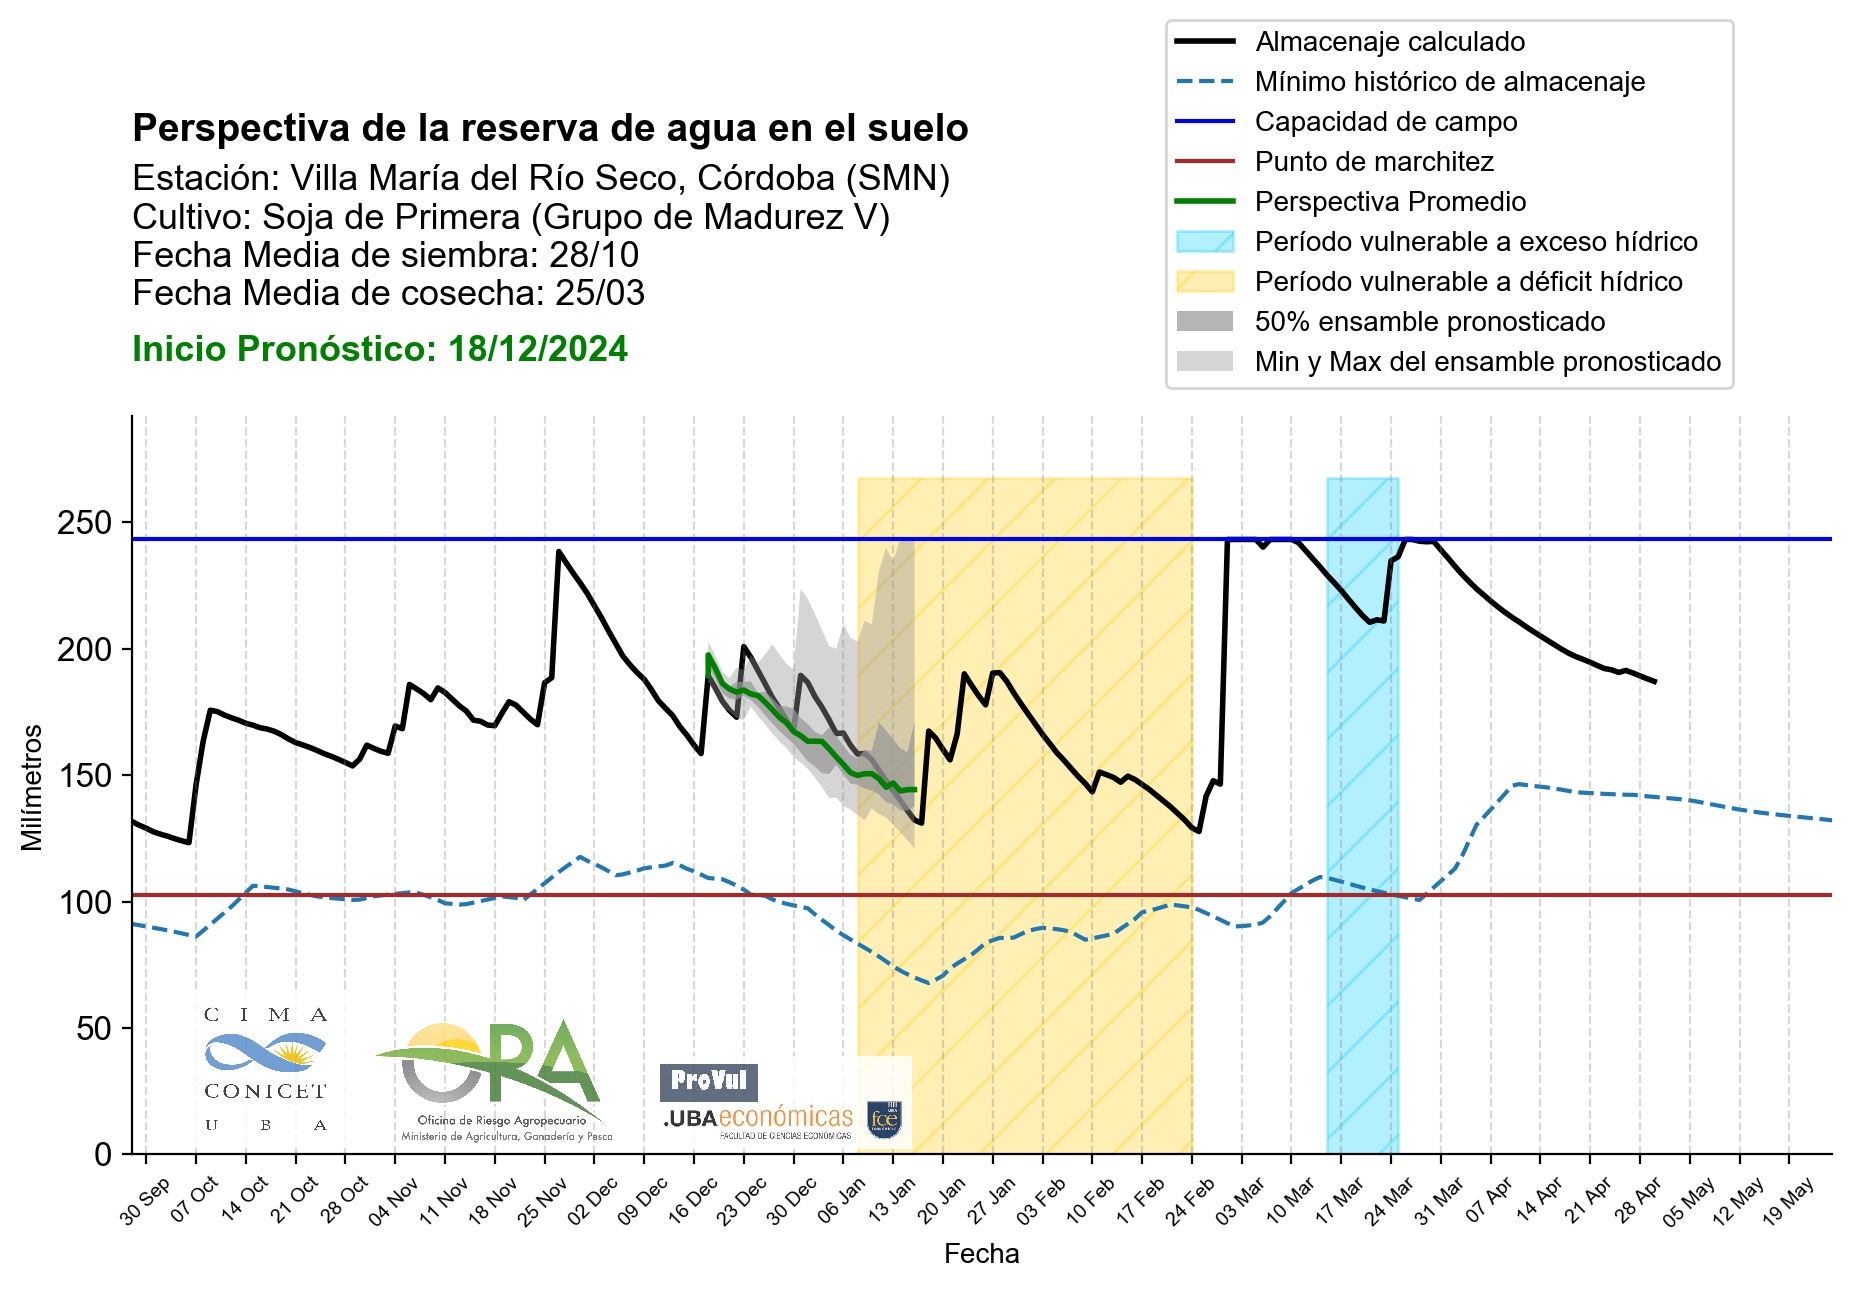 Almacenaje calculado
Mínimo histórico de almacenaje
Capacidad de campo
Punto de marchitez
Perspectiva Promedio
Período vulnerable a exceso hídrico
Período vulnerable a déficit hídrico
50% ensamble pronosticado
Min y Max del ensamble pronosticado
Perspectiva de la reserva de agua en el suelo
Estación: Villa María del Río Seco, Córdoba (SMN)
Cultivo: Soja de Primera (Grupo de Madurez V)
Fecha Media de siembra: 28/10
Fecha Media de cosecha: 25/03
Inicio Pronóstico: 18/12/2024
Milímetros
250
200
150
100
50
0
CIMA
CONICET
UBA
ORA
Oficina de Riesgo Agropecuario
Ministerio de Agricultura, Ganadería y Pesca
ProVul
.UBAeconómicas
FACULTAD DE CIENCIAS ECONÓMICAS
fce
30 Sep
07 Oct
14 Oct
21 Oct
28 Oct
04 Nov
11 Nov
18 Nov
25 Nov
02 Dec
09 Dec
16 Dec
23 Dec
30 Dec
06 Jan
13 Jan
20 Jan
27 Jan
03 Feb
10 Feb
17 Feb
24 Feb
03 Mar
10 Mar
17 Mar
24 Mar
31 Mar
07 Apr
14 Apr
21 Apr
28 Apr
05 May
12 May
19 May
Fecha